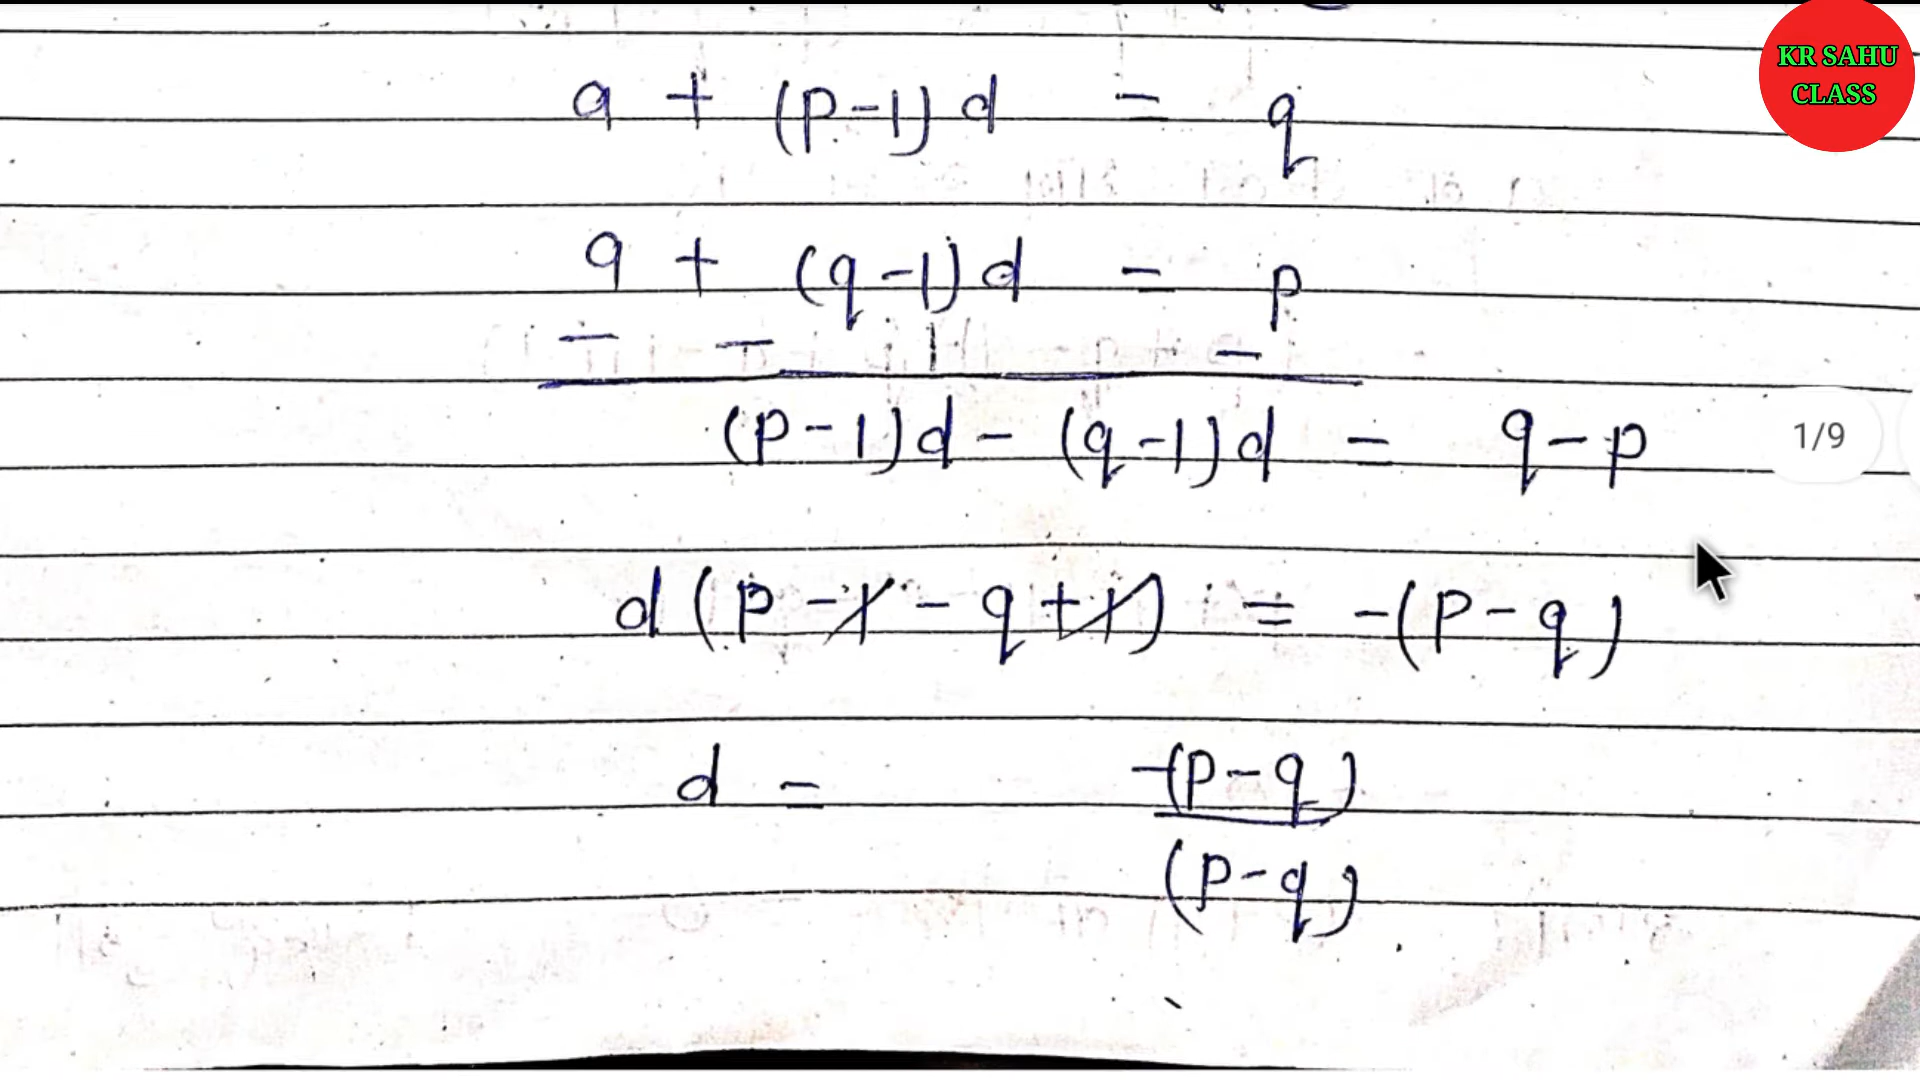 KR SAHU
CLASS
a + (p-1)d = q
a + (q-1)d = p
- - -
(p-1)d - (q-1)d = q-p
1/9
d(p-1-q+1) = -(p-q)
d = -(p-q)
(p-q)